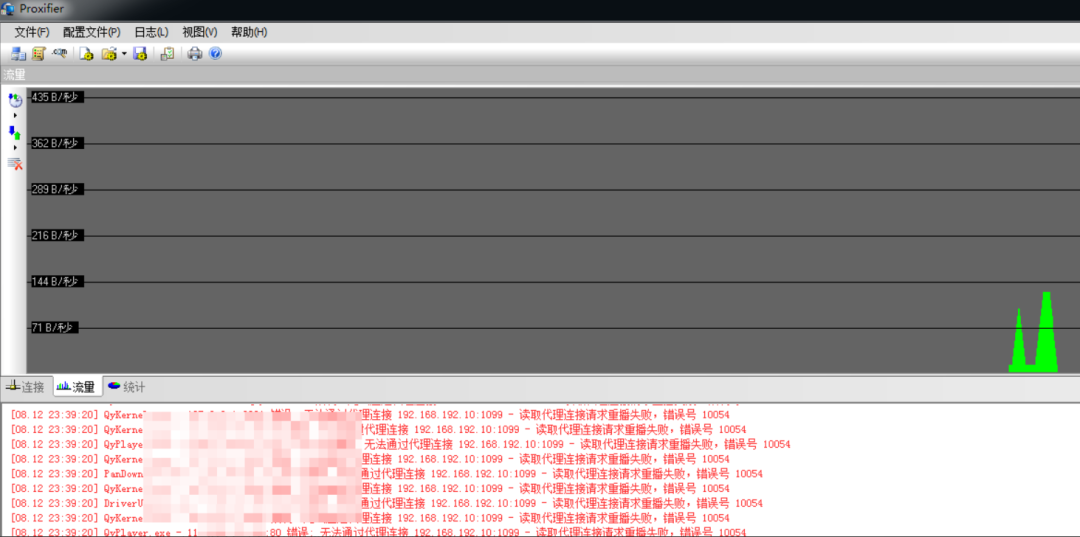 Proxifier
文件(F) 配置文件(P) 日志(L) 视图(V) 帮助(H)
.com
流里
435 B/秒
362 B/秒
289 B/秒
216 B/秒
144 B/秒
71 B/秒
连接 流里 统计
[08.12 23:39:20] QyKerne 错误: 无法通过代理连接 192.168.192.10:1099 - 读取代理连接请求重播失败,错误号 10054
[08.12 23:39:20] QyKerne 理连接 192.168.192.10:1099 - 读取代理连接请求重播失败,错误号 10054
[08.12 23:39:20] QyPlaye 无法通过代理连接 192.168.192.10:1099 - 读取代理连接请求重播失败,错误号 10054
[08.12 23:39:20] QyKerne 理连接 192.168.192.10:1099 - 读取代理连接请求重播失败,错误号 10054
[08.12 23:39:20] PanDown 通过代理连接 192.168.192.10:1099 - 读取代理连接请求重播失败,错误号 10054
[08.12 23:39:20] QyKerne 理连接 192.168.192.10:1099 - 读取代理连接请求重播失败,错误号 10054
[08.12 23:39:20] DriverU 通过代理连接 192.168.192.10:1099 - 读取代理连接请求重播失败,错误号 10054
[08.12 23:39:20] QyKerne 理连接 192.168.192.10:1099 - 读取代理连接请求重播失败,错误号 10054
[08.12 23:39:20] QyPlayer.exe - 11 :80 错误: 无法通过代理连接 192.168.192.10:1099 - 读取代理连接请求重播失败,错误号 10054